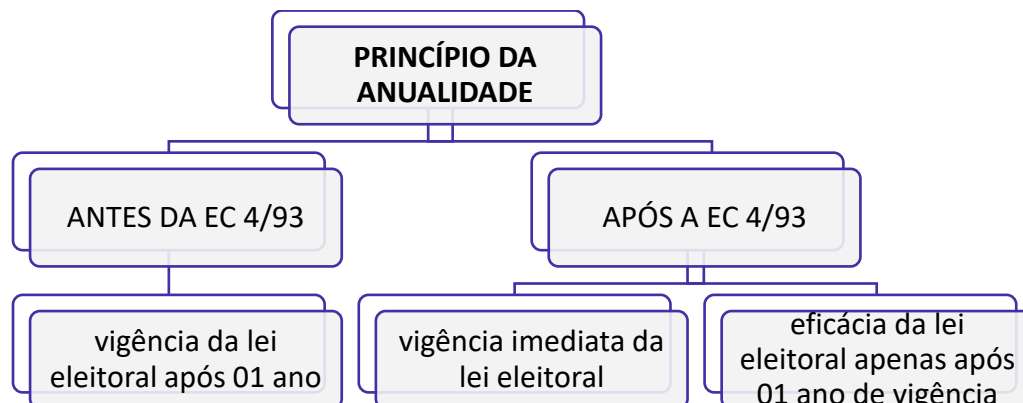 PRINCÍPIO DA
ANUALIDADE
ANTES DA EC 4/93
APÓS A EC 4/93
vigência da lei
eleitoral após 01 ano
vigência imediata da
lei eleitoral
eficácia da lei
eleitoral apenas após
01 ano de vigência